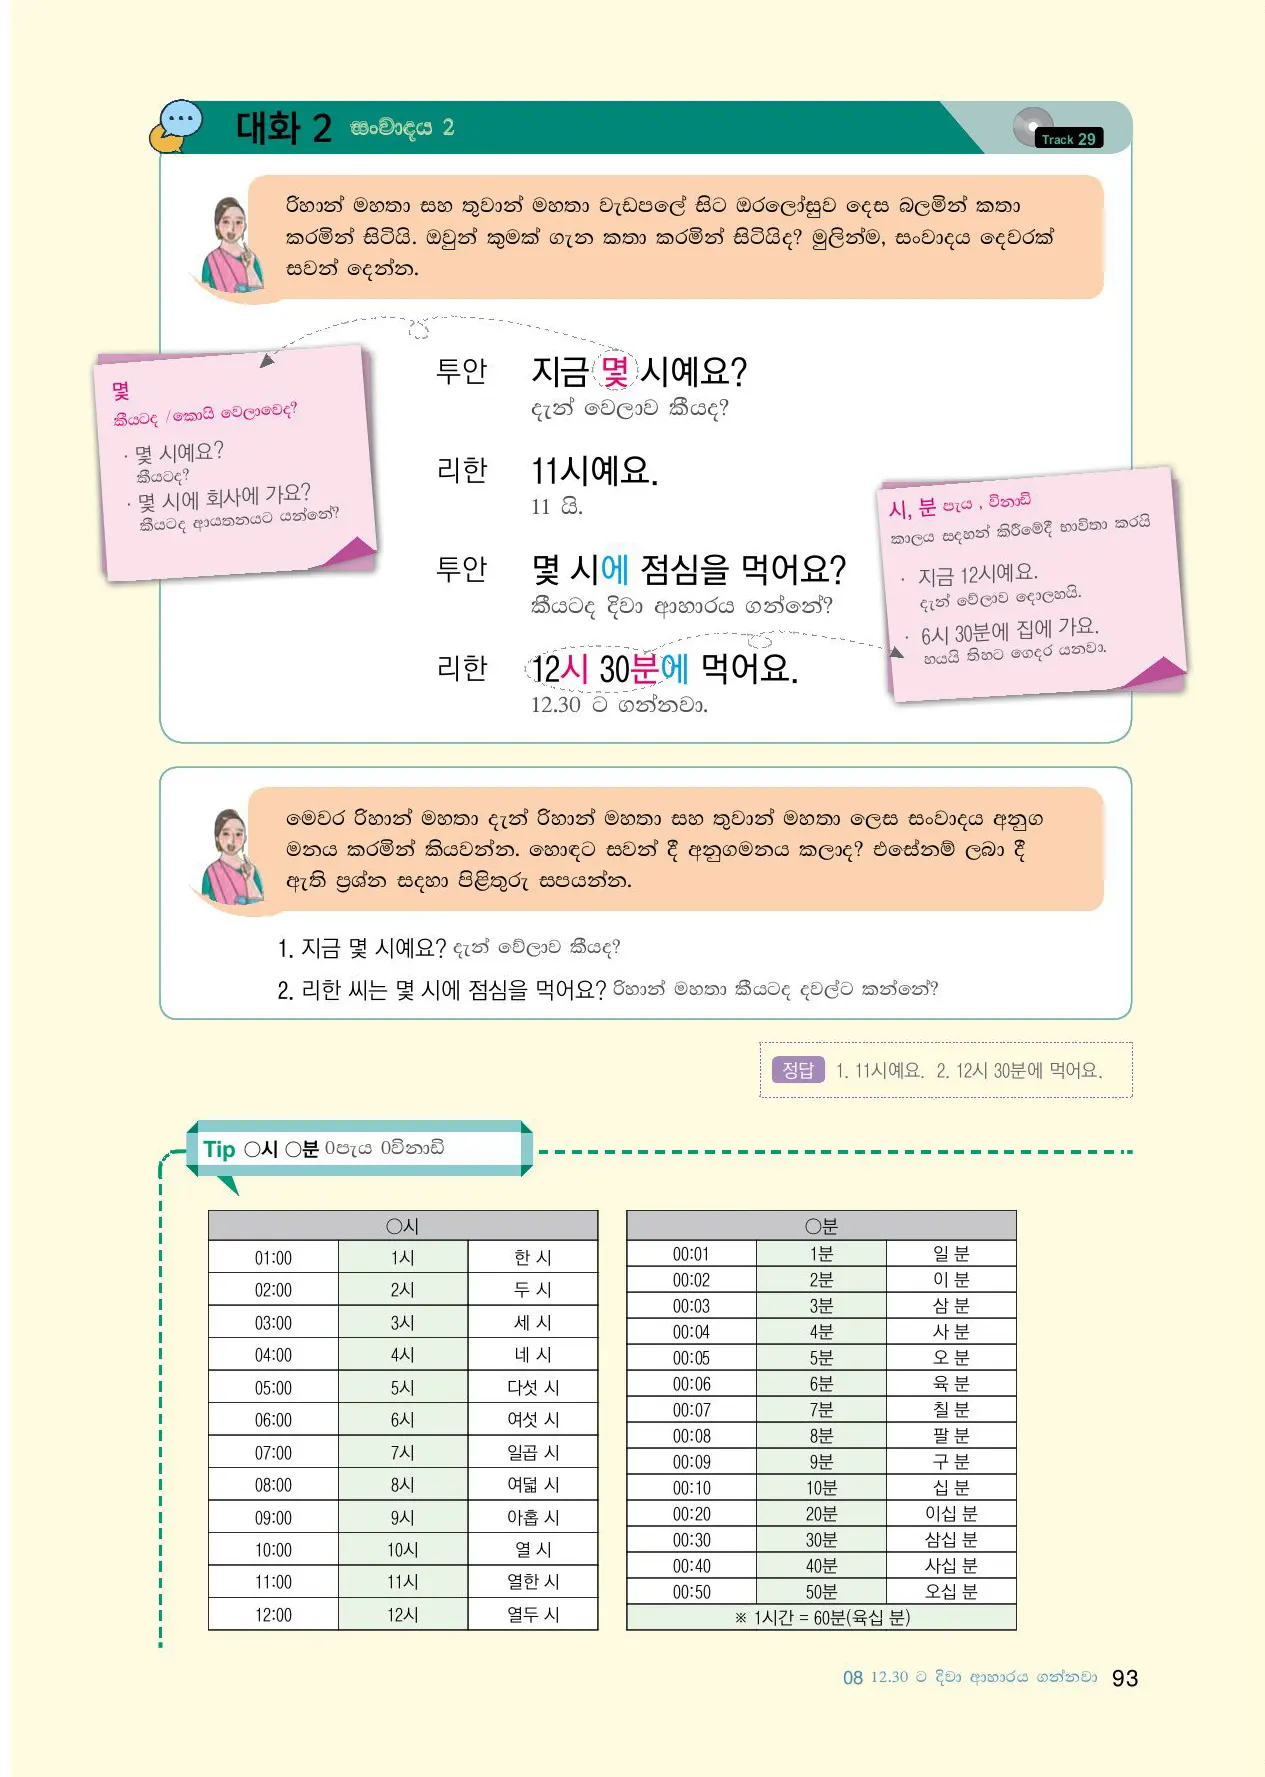 대화 2 සංවාදය 2
Track 29
රිහාන් මහතා සහ තුවාන් මහතා වැඩපලේ සිට ඔරලෝසුව දෙස බලමින් කතා
කරමින් සිටියි. ඔවුන් කුමක් ගැන කතා කරමින් සිටියිද? මුලින්ම, සංවාදය දෙවරක්
සවන් දෙන්න.
투안 지금 몇 시예요?
දැන් වෙලාව කීයද?
리한 11시예요.
11 යි.
투안 몇 시에 점심을 먹어요?
කීයටද දිවා ආහාරය ගන්නේ?
리한 12시 30분에 먹어요.
12.30 ට ගන්නවා.
몇
කීයටද /කොයි වෙලාවෙද?
· 몇 시예요?
කීයටද?
· 몇 시에 회사에 가요?
කීයටද ආයතනයට යන්නේ?
시, 분 පැය , විනාඩි
කාලය සදහන් කිරීමේදී භාවිතා කරයි
· 지금 12시예요.
දැන් වේලාව දොලහයි.
· 6시 30분에 집에 가요.
හයයි තිහට ගෙදර යනවා.
මෙවර රිහාන් මහතා දැන් රිහාන් මහතා සහ තුවාන් මහතා ලෙස සංවාදය අනුග
මනය කරමින් කියවන්න. හොඳට සවන් දී අනුගමනය කලාද? එසේනම් ලබා දී
ඇති ප්‍රශ්න සදහා පිළිතුරු සපයන්න.
1. 지금 몇 시예요? දැන් වේලාව කීයද?
2. 리한 씨는 몇 시에 점심을 먹어요? රිහාන් මහතා කීයටද දවල්ට කන්නේ?
정답 1. 11시예요. 2. 12시 30분에 먹어요.
Tip ○시 ○분 0පැය 0විනාඩි
○시
01:00 1시 한 시
02:00 2시 두 시
03:00 3시 세 시
04:00 4시 네 시
05:00 5시 다섯 시
06:00 6시 여섯 시
07:00 7시 일곱 시
08:00 8시 여덟 시
09:00 9시 아홉 시
10:00 10시 열 시
11:00 11시 열한 시
12:00 12시 열두 시
○분
00:01 1분 일 분
00:02 2분 이 분
00:03 3분 삼 분
00:04 4분 사 분
00:05 5분 오 분
00:06 6분 육 분
00:07 7분 칠 분
00:08 8분 팔 분
00:09 9분 구 분
00:10 10분 십 분
00:20 20분 이십 분
00:30 30분 삼십 분
00:40 40분 사십 분
00:50 50분 오십 분
※ 1시간 = 60분(육십 분)
08 12.30 ට දිවා ආහාරය ගන්නවා 93